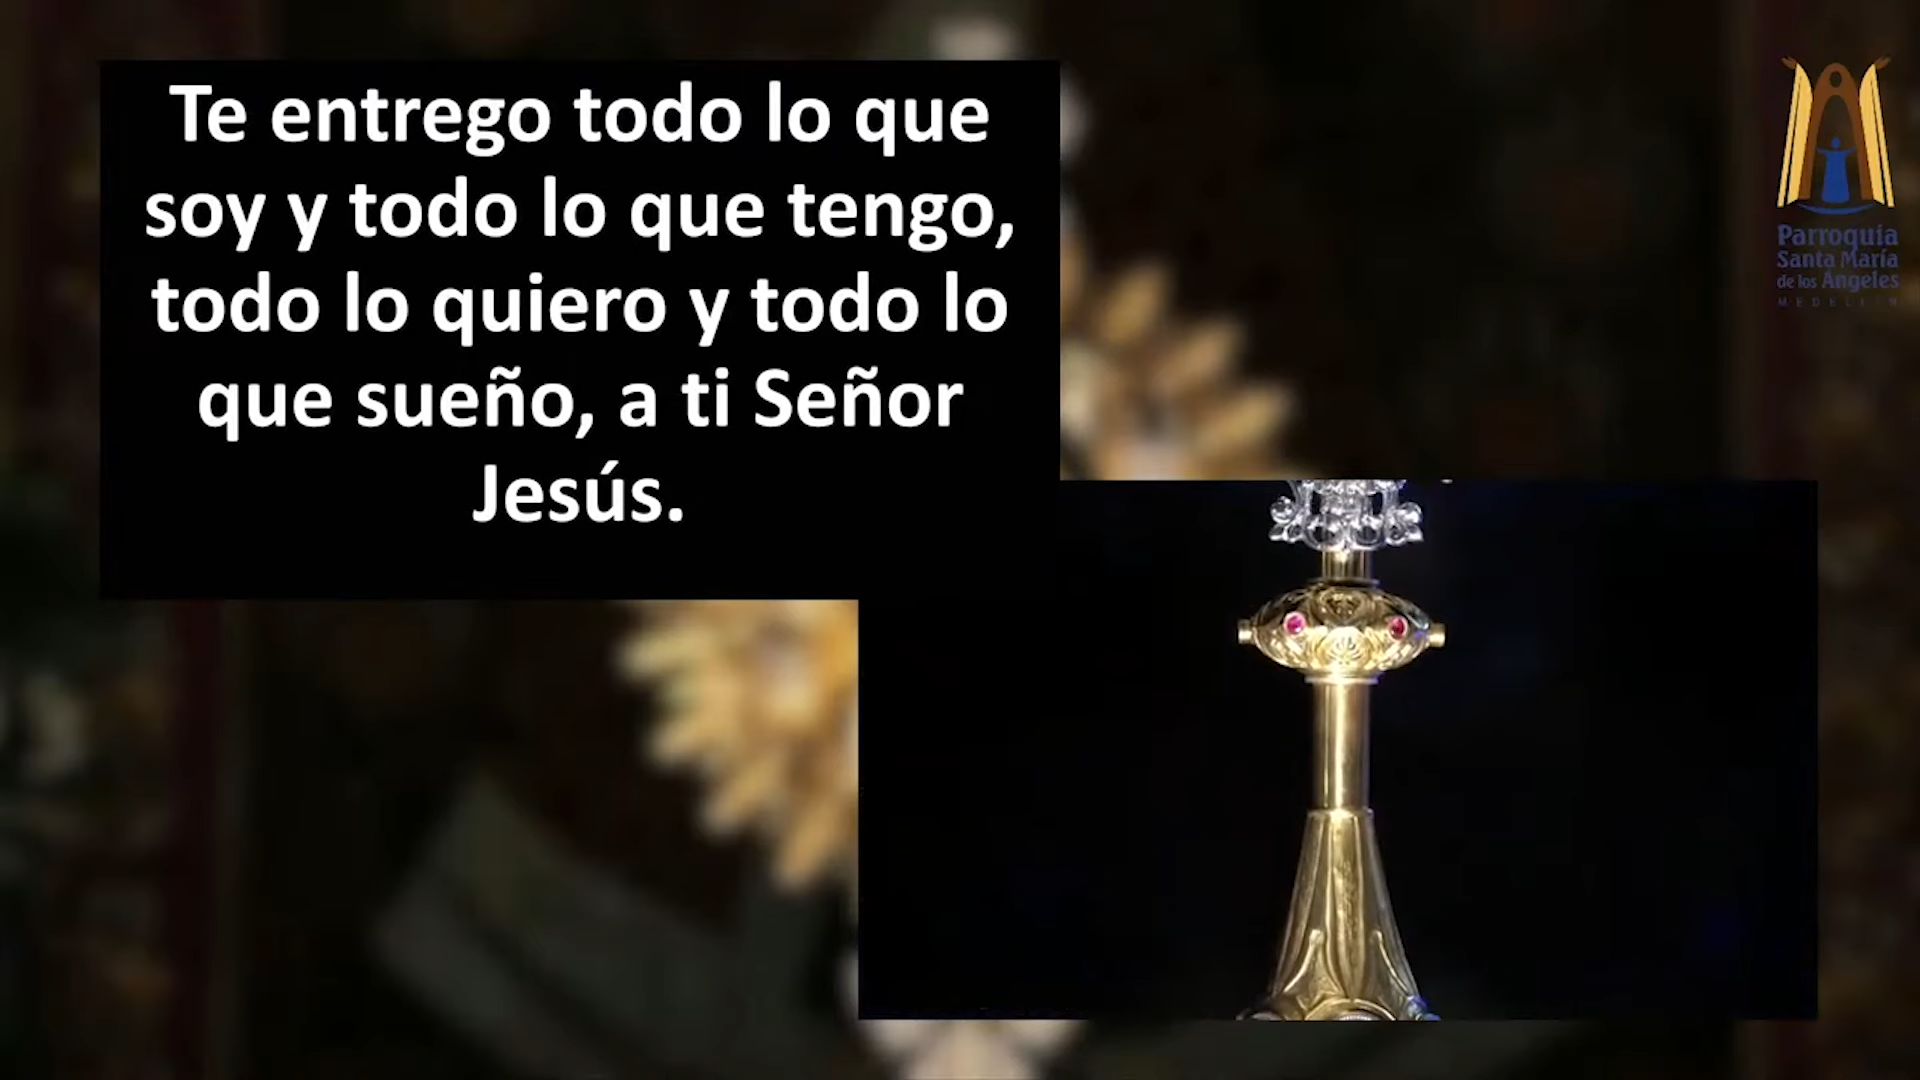 Te entrego todo lo que
soy y todo lo que tengo,
todo lo quiero y todo lo
que sueño, a ti Señor
Jesús.
Parroquia
Santa María
de los Ángeles
MEDELLÍN